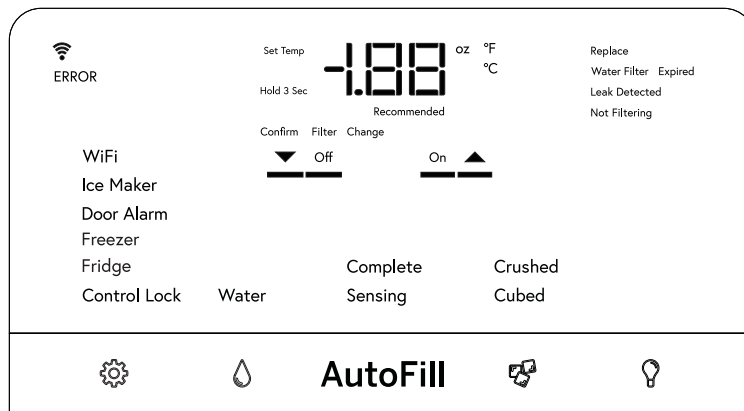 Set Temp -1.88 oz °F
°C
ERROR
Hold 3 Sec
Recommended
Replace
Water Filter Expired
Leak Detected
Not Filtering
Confirm Filter Change
Off On
WiFi
Ice Maker
Door Alarm
Freezer
Fridge
Control Lock
Water
Complete
Sensing
Crushed
Cubed
AutoFill